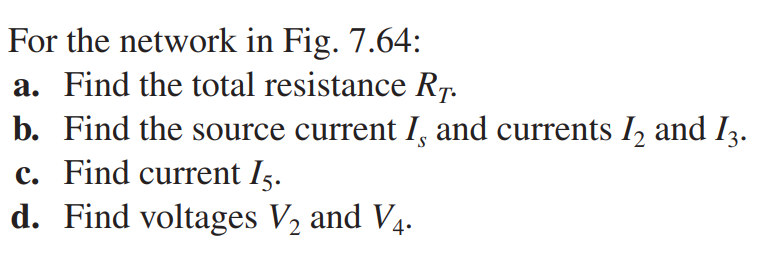 For the network in Fig. 7.64:
a. Find the total resistance R_T.
b. Find the source current I_s and currents I_2 and I_3.
c. Find current I_5.
d. Find voltages V_2 and V_4.